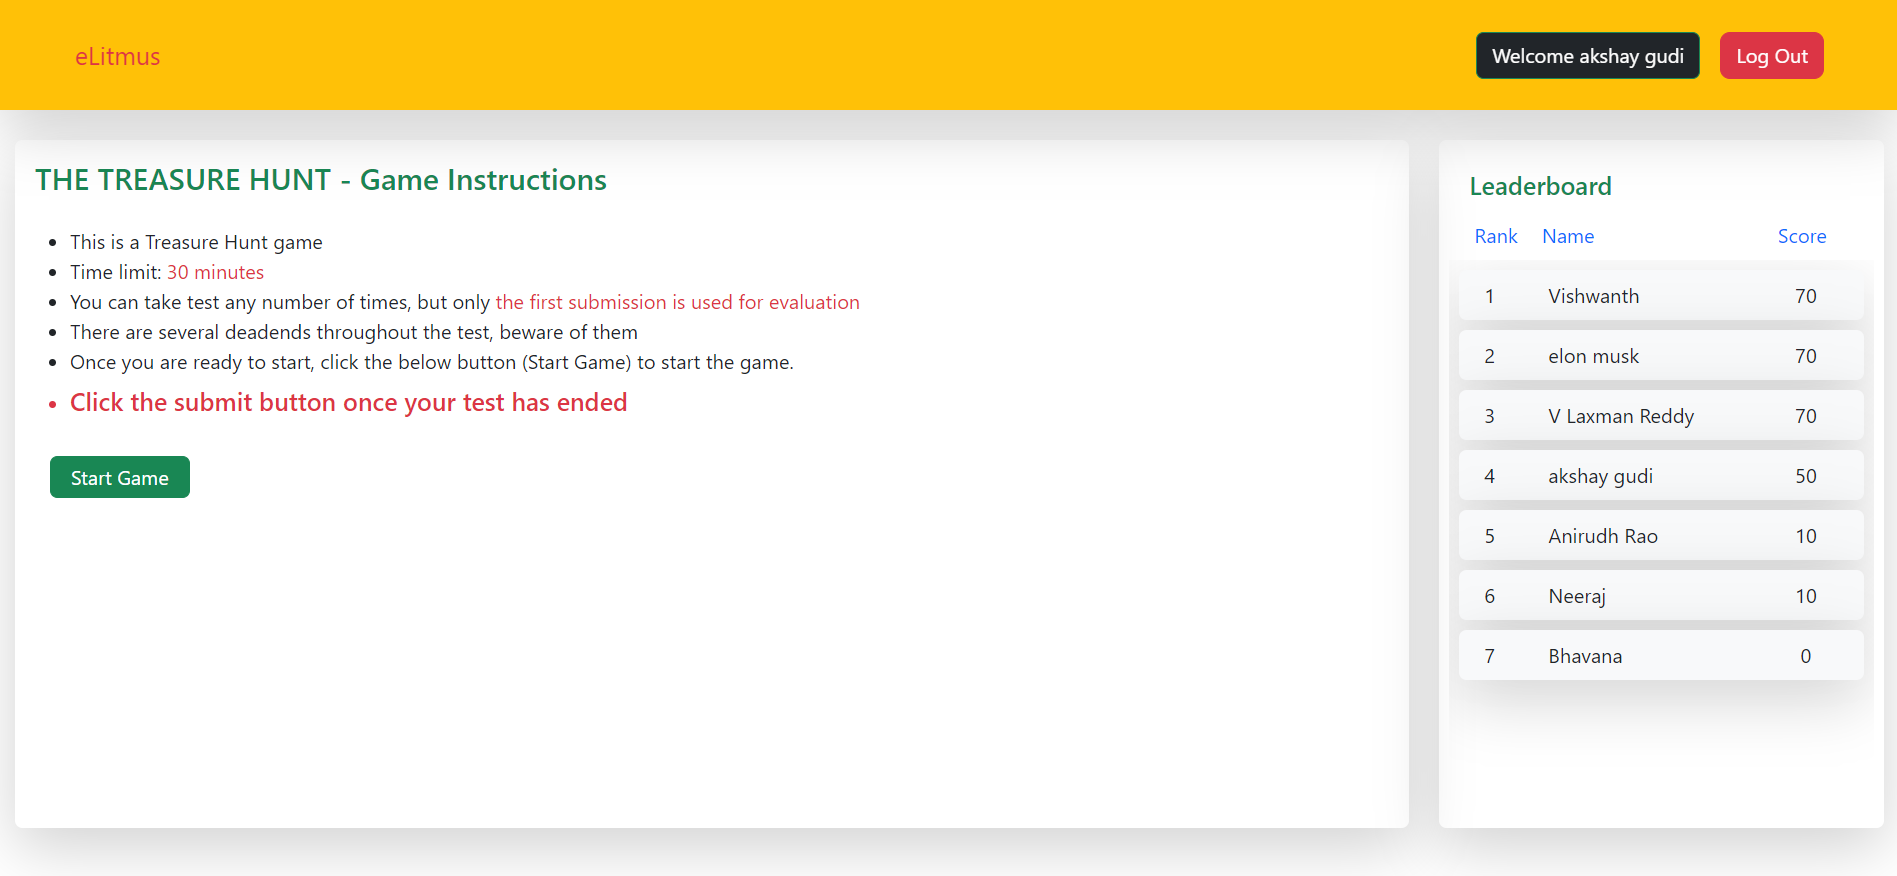 eLitmus
Welcome akshay gudi
Log Out
THE TREASURE HUNT - Game Instructions
This is a Treasure Hunt game
Time limit: 30 minutes
You can take test any number of times, but only the first submission is used for evaluation
There are several deadends throughout the test, beware of them
Once you are ready to start, click the below button (Start Game) to start the game.
Click the submit button once your test has ended
Start Game
Leaderboard
Rank Name Score
1 Vishwanth 70
2 elon musk 70
3 V Laxman Reddy 70
4 akshay gudi 50
5 Anirudh Rao 10
6 Neeraj 10
7 Bhavana 0